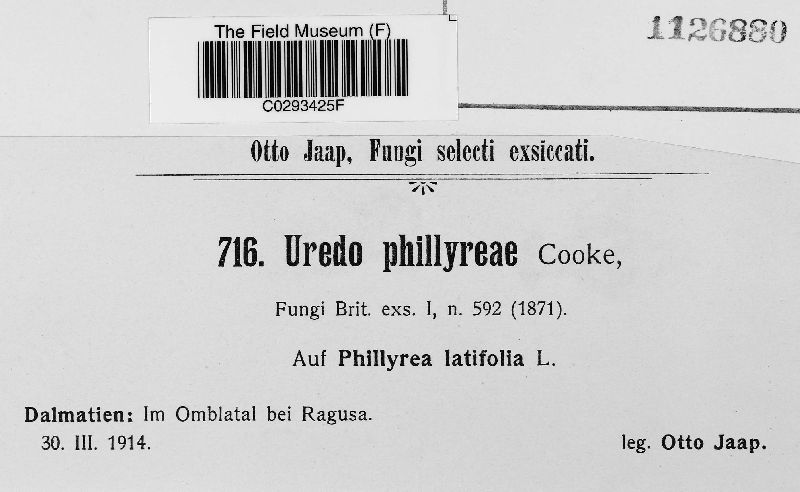 The Field Museum (F)
1126880
C0293425F
Otto Jaap, Fungi selecti exsiccati.
716. Uredo phillyreae Cooke,
Fungi Brit. exs. I, n. 592 (1871).
Auf Phillyrea latifolia L.
Dalmatien: Im Omblatal bei Ragusa.
30. III. 1914.
leg. Otto Jaap.